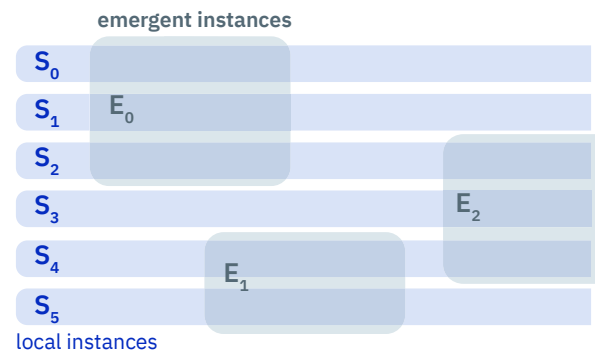 emergent instances
S₀
S₁
E₀
S₂
S₃
E₂
S₄
E₁
S₅
local instances